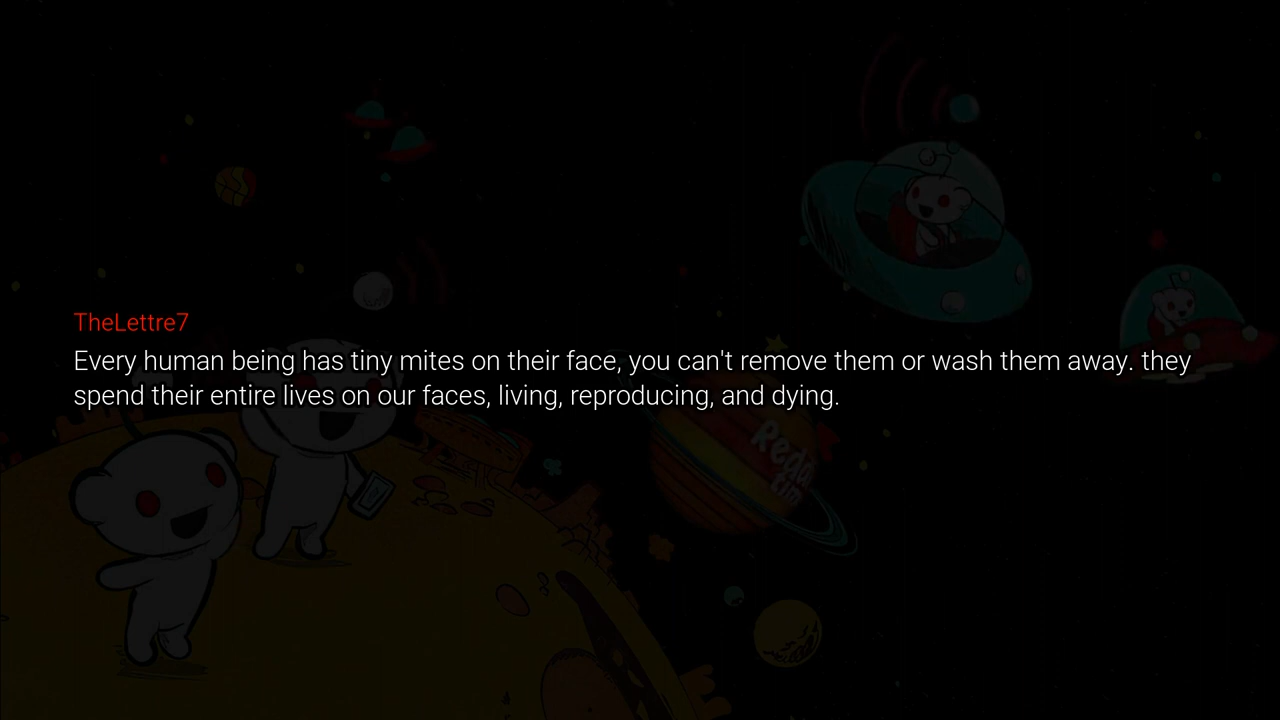 TheLettre7
Every human being has tiny mites on their face, you can't remove them or wash them away. they
spend their entire lives on our faces, living, reproducing, and dying.